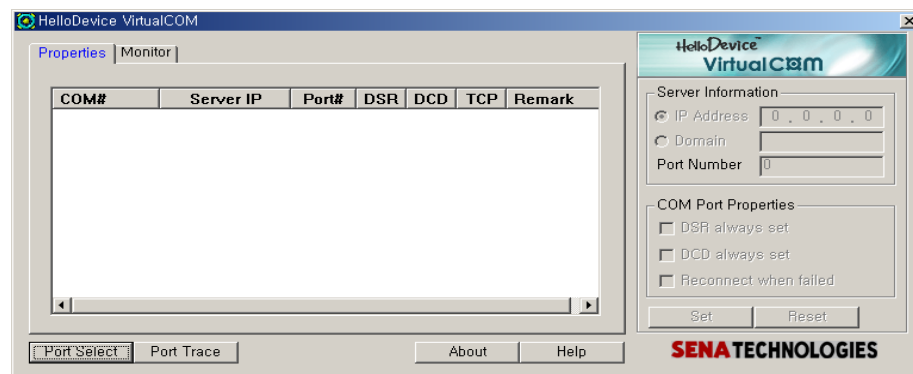 HelloDevice VirtualCOM
Properties
Monitor
COM# Server IP Port# DSR DCD TCP Remark
Port Select
Port Trace
About
Help
HelloDevice
VirtualCOM
Server Information
IP Address 0 . 0 . 0 . 0
Domain
Port Number 0
COM Port Properties
DSR always set
DCD always set
Reconnect when failed
Set
Reset
SENA TECHNOLOGIES